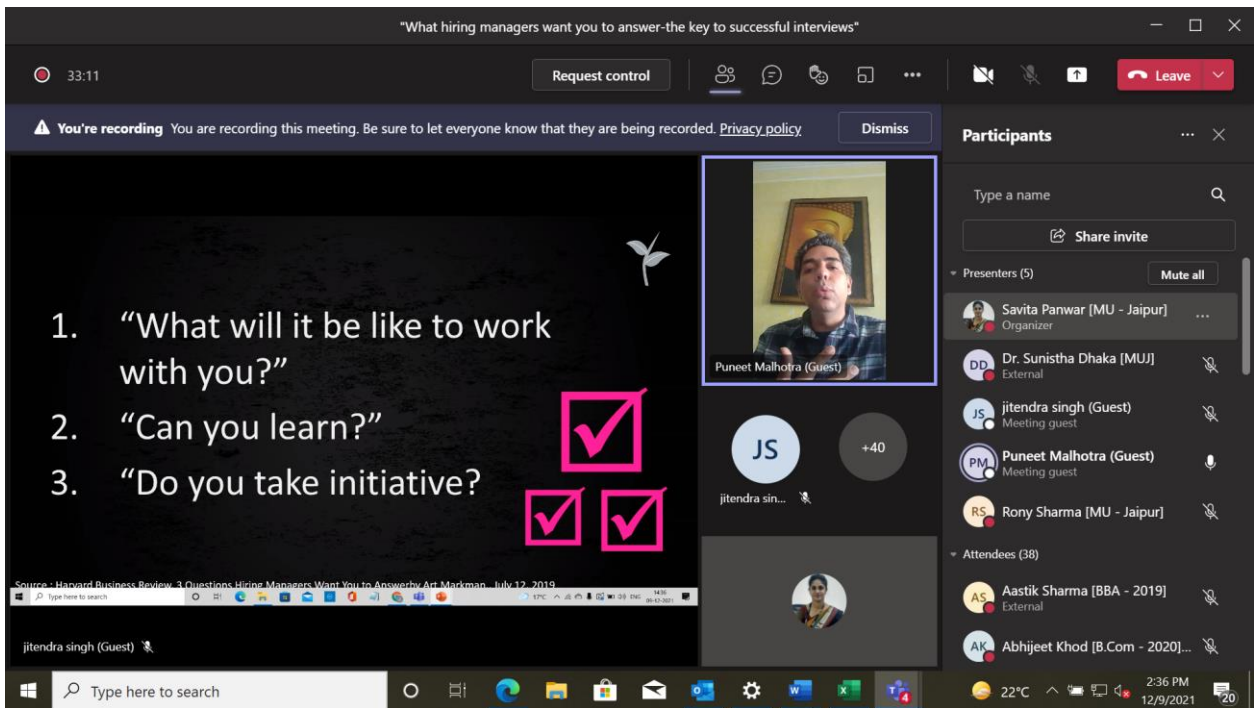 "What hiring managers want you to answer-the key to successful interviews"
33:11
Request control
Leave
You're recording You are recording this meeting. Be sure to let everyone know that they are being recorded. Privacy policy
Dismiss
1. “What will it be like to work
with you?”
2. “Can you learn?”
3. “Do you take initiative?
Source : Harvard Business Review, 3 Questions Hiring Managers Want You to Answerby Art Markman, July 12, 2019
Type here to search
17°C
ENG
1436
09-12-2021
jitendra singh (Guest)
Puneet Malhotra (Guest)
JS
jitendra sin...
+40
Participants
Type a name
Share invite
Presenters (5)
Mute all
Savita Panwar [MU - Jaipur]
Organizer
DD
Dr. Sunistha Dhaka [MUJ]
External
JS
jitendra singh (Guest)
Meeting guest
PM
Puneet Malhotra (Guest)
Meeting guest
RS
Rony Sharma [MU - Jaipur]
Attendees (38)
AS
Aastik Sharma [BBA - 2019]
External
AK
Abhijeet Khod [B.Com - 2020]...
Type here to search
4
22°C
2:36 PM
12/9/2021
20